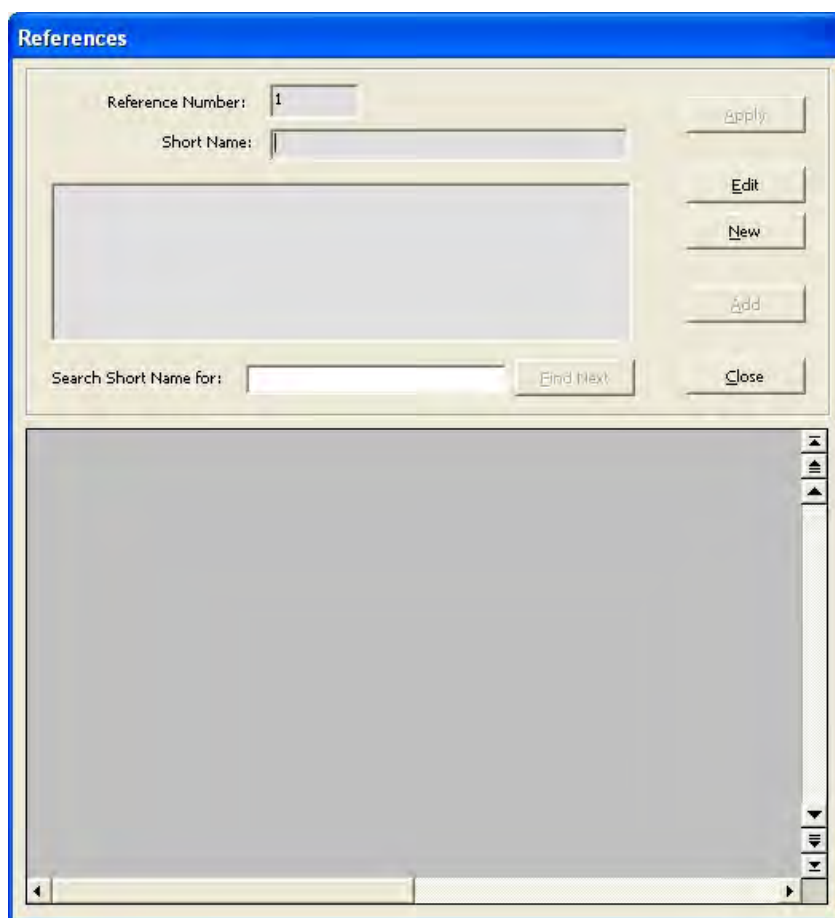 References
Reference Number: 1
Apply
Short Name:
Edit
New
Add
Search Short Name for:
Find Next
Close